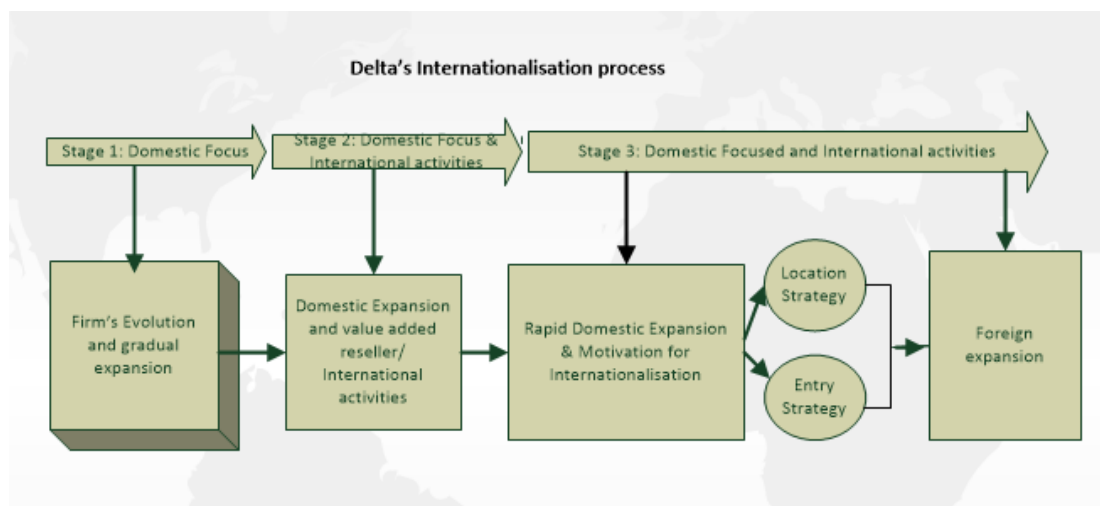 Delta’s Internationalisation process
Stage 1: Domestic Focus
Stage 2: Domestic Focus &
International activities
Stage 3: Domestic Focused and International activities
Firm’s Evolution
and gradual
expansion
Domestic Expansion
and value added
reseller/
International
activities
Rapid Domestic Expansion
& Motivation for
Internationalisation
Location
Strategy
Entry
Strategy
Foreign
expansion